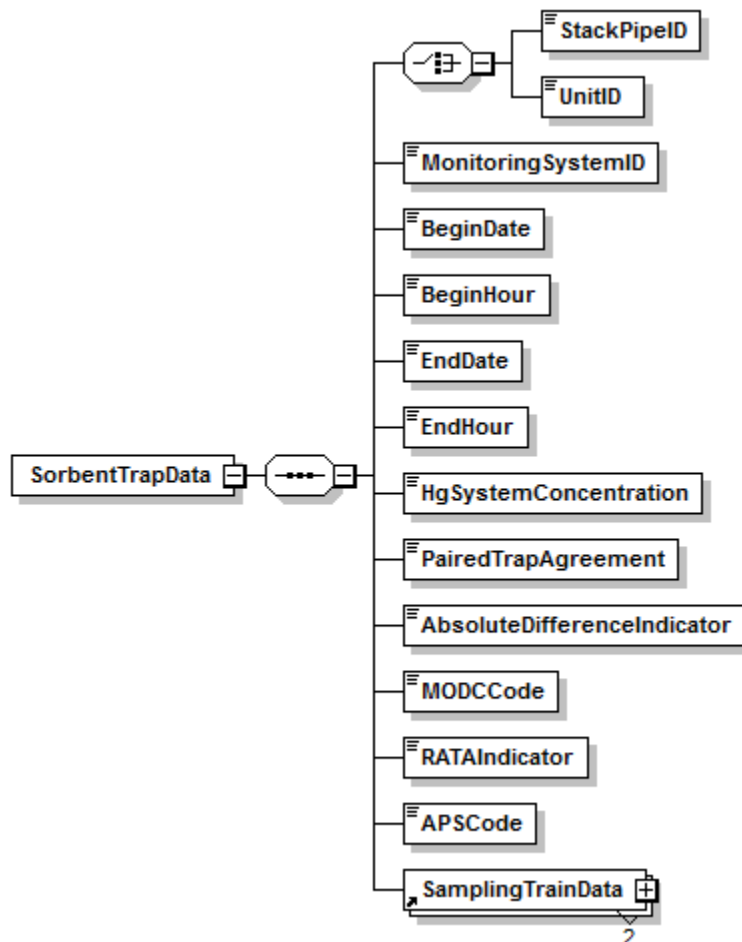 StackPipeID
UnitID
MonitoringSystemID
BeginDate
BeginHour
EndDate
EndHour
SorbentTrapData
HgSystemConcentration
PairedTrapAgreement
AbsoluteDifferenceIndicator
MODCCode
RATAIndicator
APSCode
SamplingTrainData
2